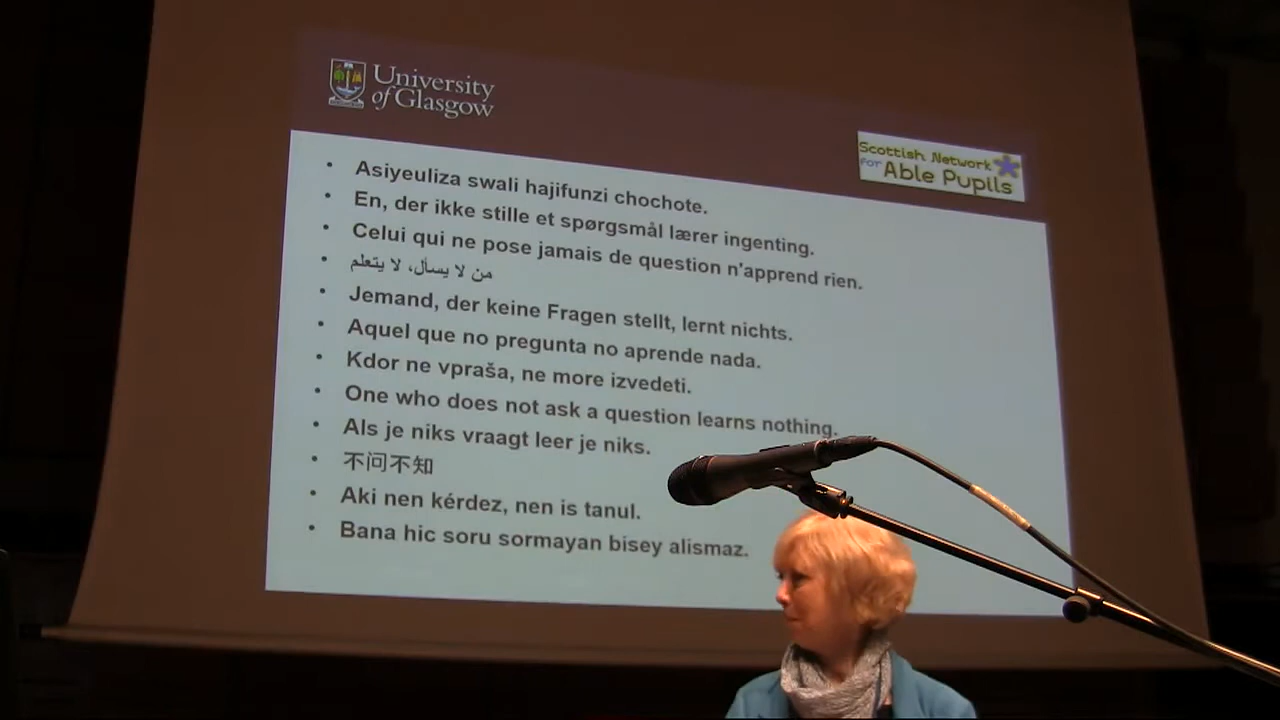 University
of Glasgow
Scottish Network
for Able Pupils
• Asiyeuliza swali hajifunzi chochote.
• En, der ikke stille et spørgsmål lærer ingenting.
• Celui qui ne pose jamais de question n'apprend rien.
• من لا يسأل، لا يتعلم
• Jemand, der keine Fragen stellt, lernt nichts.
• Aquel que no pregunta no aprende nada.
• Kdor ne vpraša, ne more izvedeti.
• One who does not ask a question learns nothing.
• Als je niks vraagt leer je niks.
• 不问不知
• Aki nen kérdez, nen is tanul.
• Bana hic soru sormayan bisey alismaz.